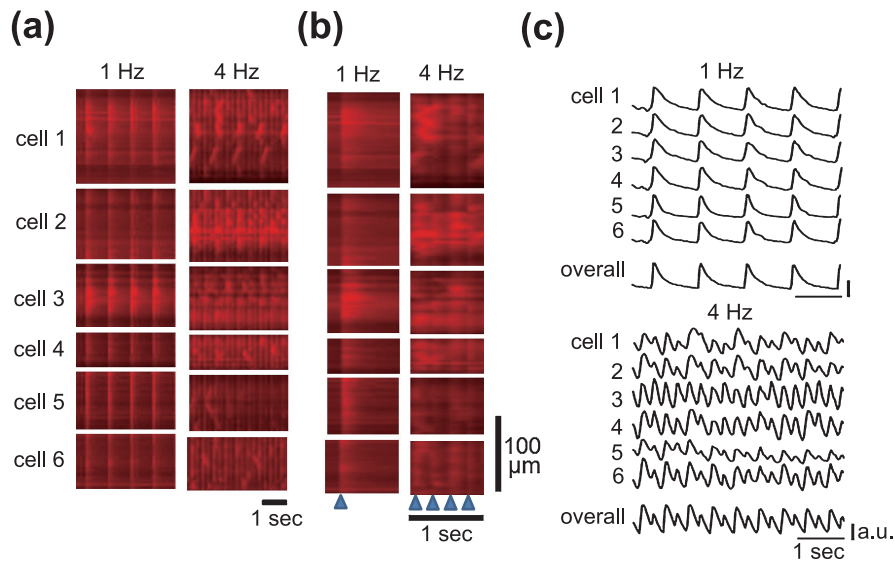 (a)
1 Hz 4 Hz
cell 1
cell 2
cell 3
cell 4
cell 5
cell 6
1 sec
(b)
1 Hz 4 Hz
100
μm
1 sec
(c)
1 Hz
cell 1
2
3
4
5
6
overall
4 Hz
cell 1
2
3
4
5
6
overall
a.u.
1 sec